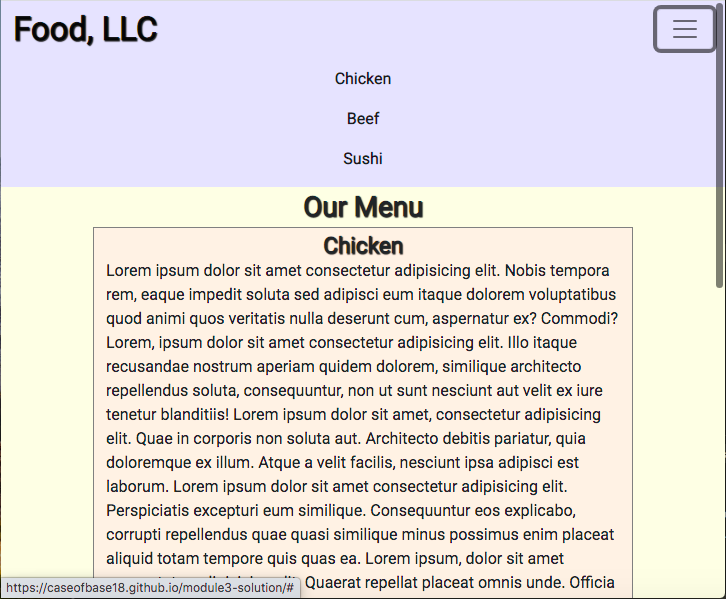 Food, LLC
Chicken
Beef
Sushi
Our Menu
Chicken
Lorem ipsum dolor sit amet consectetur adipisicing elit. Nobis tempora
rem, eaque impedit soluta sed adipisci eum itaque dolorem voluptatibus
quod animi quos veritatis nulla deserunt cum, aspernatur ex? Commodi?
Lorem, ipsum dolor sit amet consectetur adipisicing elit. Illo itaque
recusandae nostrum aperiam quidem dolorem, similique architecto
repellendus soluta, consequuntur, non ut sunt nesciunt aut velit ex iure
tenetur blanditiis! Lorem ipsum dolor sit amet, consectetur adipisicing
elit. Quae in corporis non soluta aut. Architecto debitis pariatur, quia
doloremque ex illum. Atque a velit facilis, nesciunt ipsa adipisci est
laborum. Lorem ipsum dolor sit amet consectetur adipisicing elit.
Perspiciatis excepturi eum similique. Consequuntur eos explicabo,
corrupti repellendus quae quasi similique minus possimus enim placeat
aliquid totam tempore quis quas ea. Lorem ipsum, dolor sit amet
Quaerat repellat placeat omnis unde. Officia
https://caseofbase18.github.io/module3-solution/#